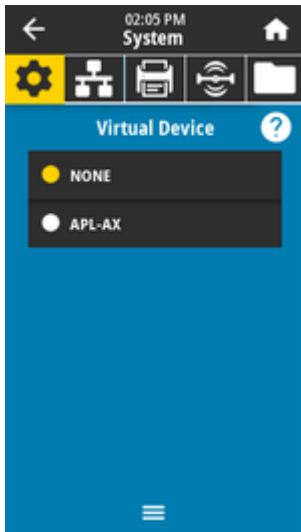 02:05 PM
System
Virtual Device
?
NONE
APL-AX